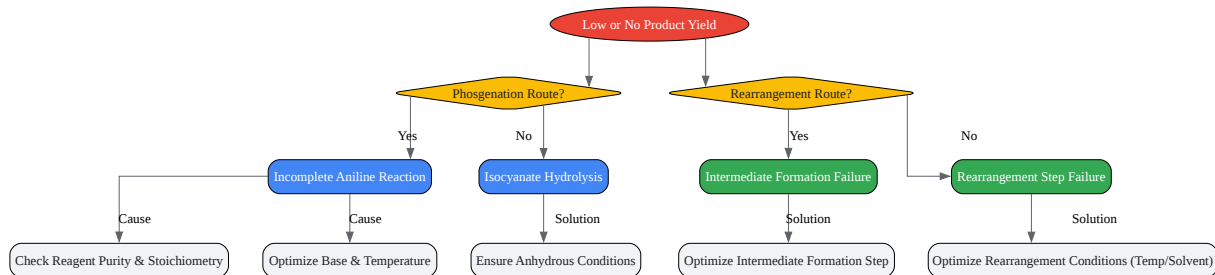 Low or No Product Yield
Phosgenation Route?
Rearrangement Route?
Yes
No
Yes
No
Incomplete Aniline Reaction
Isocyanate Hydrolysis
Intermediate Formation Failure
Rearrangement Step Failure
Cause
Cause
Solution
Solution
Solution
Check Reagent Purity & Stoichiometry
Optimize Base & Temperature
Ensure Anhydrous Conditions
Optimize Intermediate Formation Step
Optimize Rearrangement Conditions (Temp/Solvent)